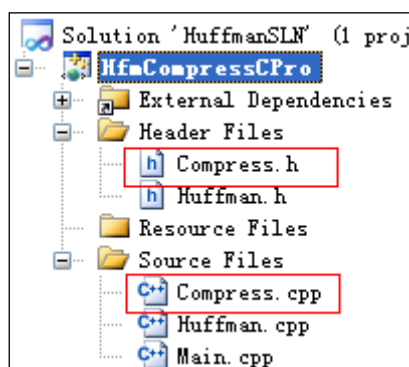 Solution 'HuffmanSLN' (1 proj
HfmCompressCPro
External Dependencies
Header Files
Compress.h
Huffman.h
Resource Files
Source Files
Compress.cpp
Huffman.cpp
Main.cpp